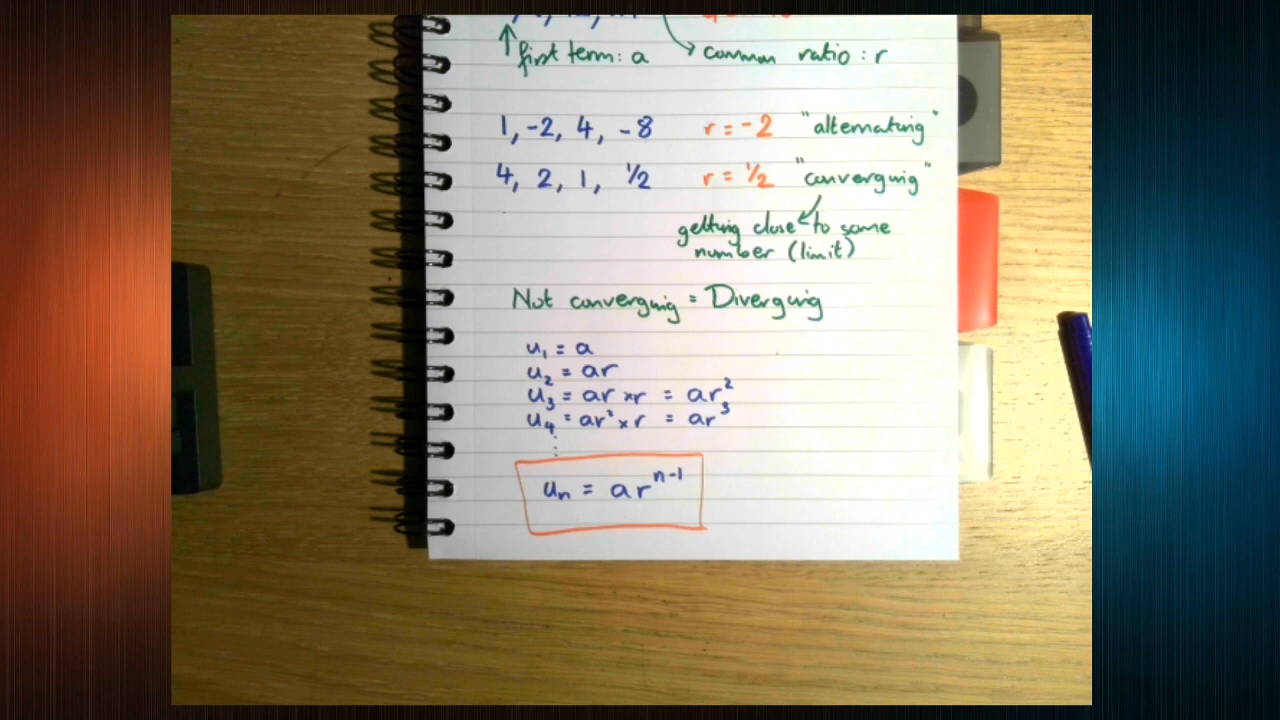 first term: a common ratio : r
1, -2, 4, -8 r = -2 "alternating"
4, 2, 1, 1/2 r = 1/2 "converging"
getting close to some
number (limit)
Not converging = Diverging
u₁ = a
u₂ = ar
u₃ = ar × r = ar²
u₄ = ar² × r = ar³
uₙ = arⁿ⁻¹